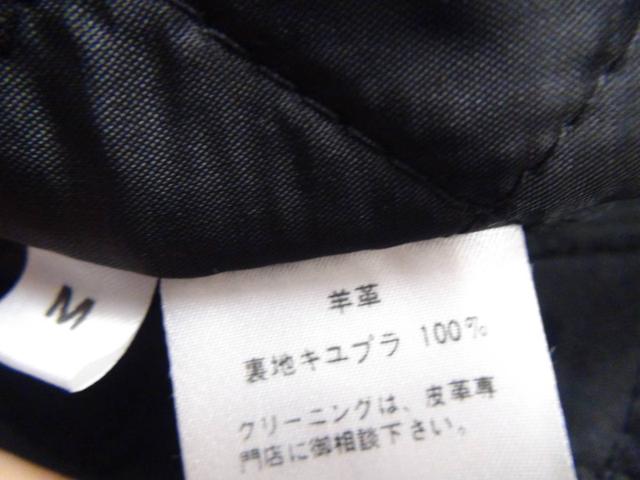 M
羊革
裏地キユプラ 100%
クリーニングは、皮革専
門店に御相談下さい。